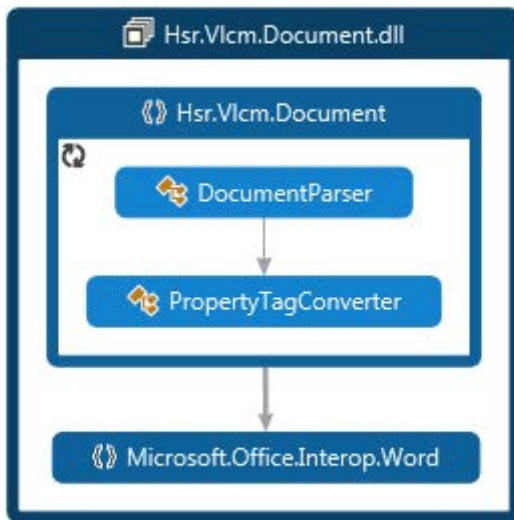 Hsr.Vlcm.Document.dll
Hsr.Vlcm.Document
DocumentParser
PropertyTagConverter
Microsoft.Office.Interop.Word